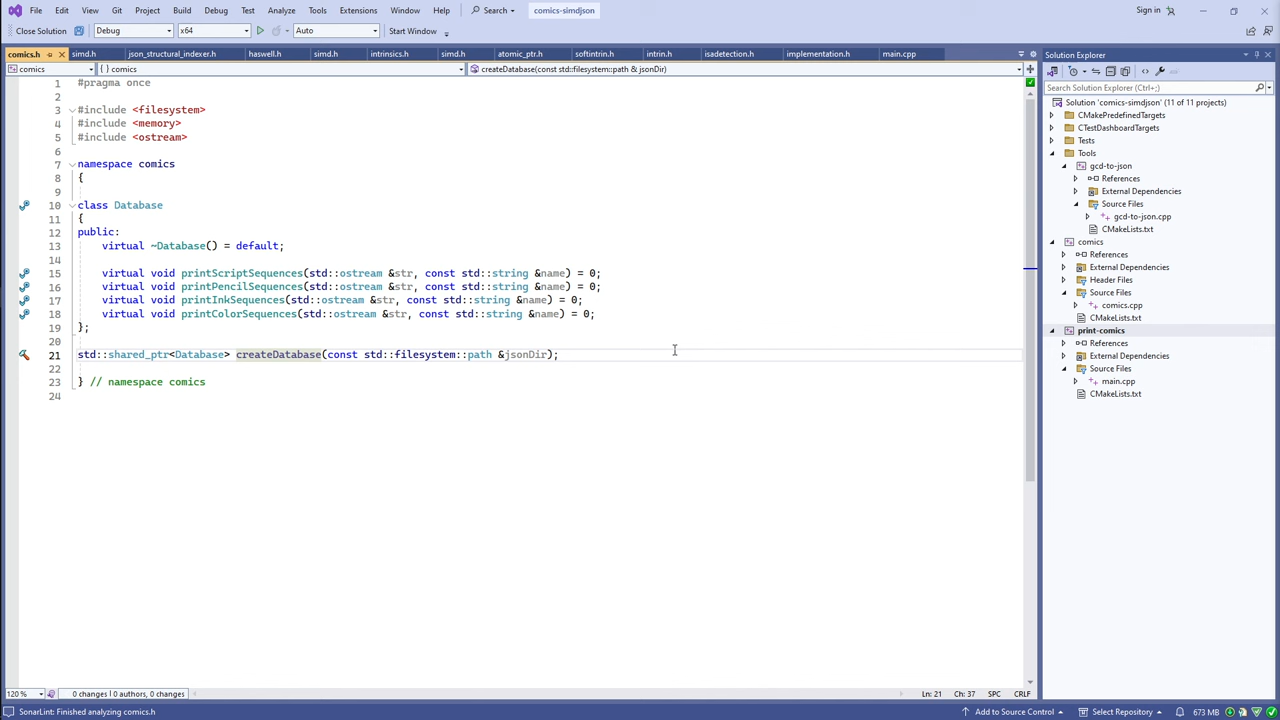 File Edit View Git Project Build Debug Test Analyze Tools Extensions Window Help Search comics-simdjson Sign in
Close Solution Debug x64 Auto Start Window
comics.h simd.h json_structural_indexer.h haswell.h simd.h intrinsics.h simd.h atomic_ptr.h softintrin.h intrin.h isadetection.h implementation.h main.cpp
comics { } comics createDatabase(const std::filesystem::path & jsonDir)
1 #pragma once
2
3 #include <filesystem>
4 #include <memory>
5 #include <ostream>
6
7 namespace comics
8 {
9
10 class Database
11 {
12 public:
13 virtual ~Database() = default;
14
15 virtual void printScriptSequences(std::ostream &str, const std::string &name) = 0;
16 virtual void printPencilSequences(std::ostream &str, const std::string &name) = 0;
17 virtual void printInkSequences(std::ostream &str, const std::string &name) = 0;
18 virtual void printColorSequences(std::ostream &str, const std::string &name) = 0;
19 };
20
21 std::shared_ptr<Database> createDatabase(const std::filesystem::path &jsonDir);
22
23 } // namespace comics
24
Solution Explorer
Search Solution Explorer (Ctrl+;)
Solution 'comics-simdjson' (11 of 11 projects)
CMakePredefinedTargets
CTestDashboardTargets
Tests
Tools
gcd-to-json
References
External Dependencies
Source Files
gcd-to-json.cpp
CMakeLists.txt
comics
References
External Dependencies
Header Files
Source Files
comics.cpp
CMakeLists.txt
print-comics
References
External Dependencies
Source Files
main.cpp
CMakeLists.txt
120 % 0 changes | 0 authors, 0 changes Ln: 21 Ch: 37 SPC CRLF
SonarLint: Finished analyzing comics.h Add to Source Control Select Repository 673 MB